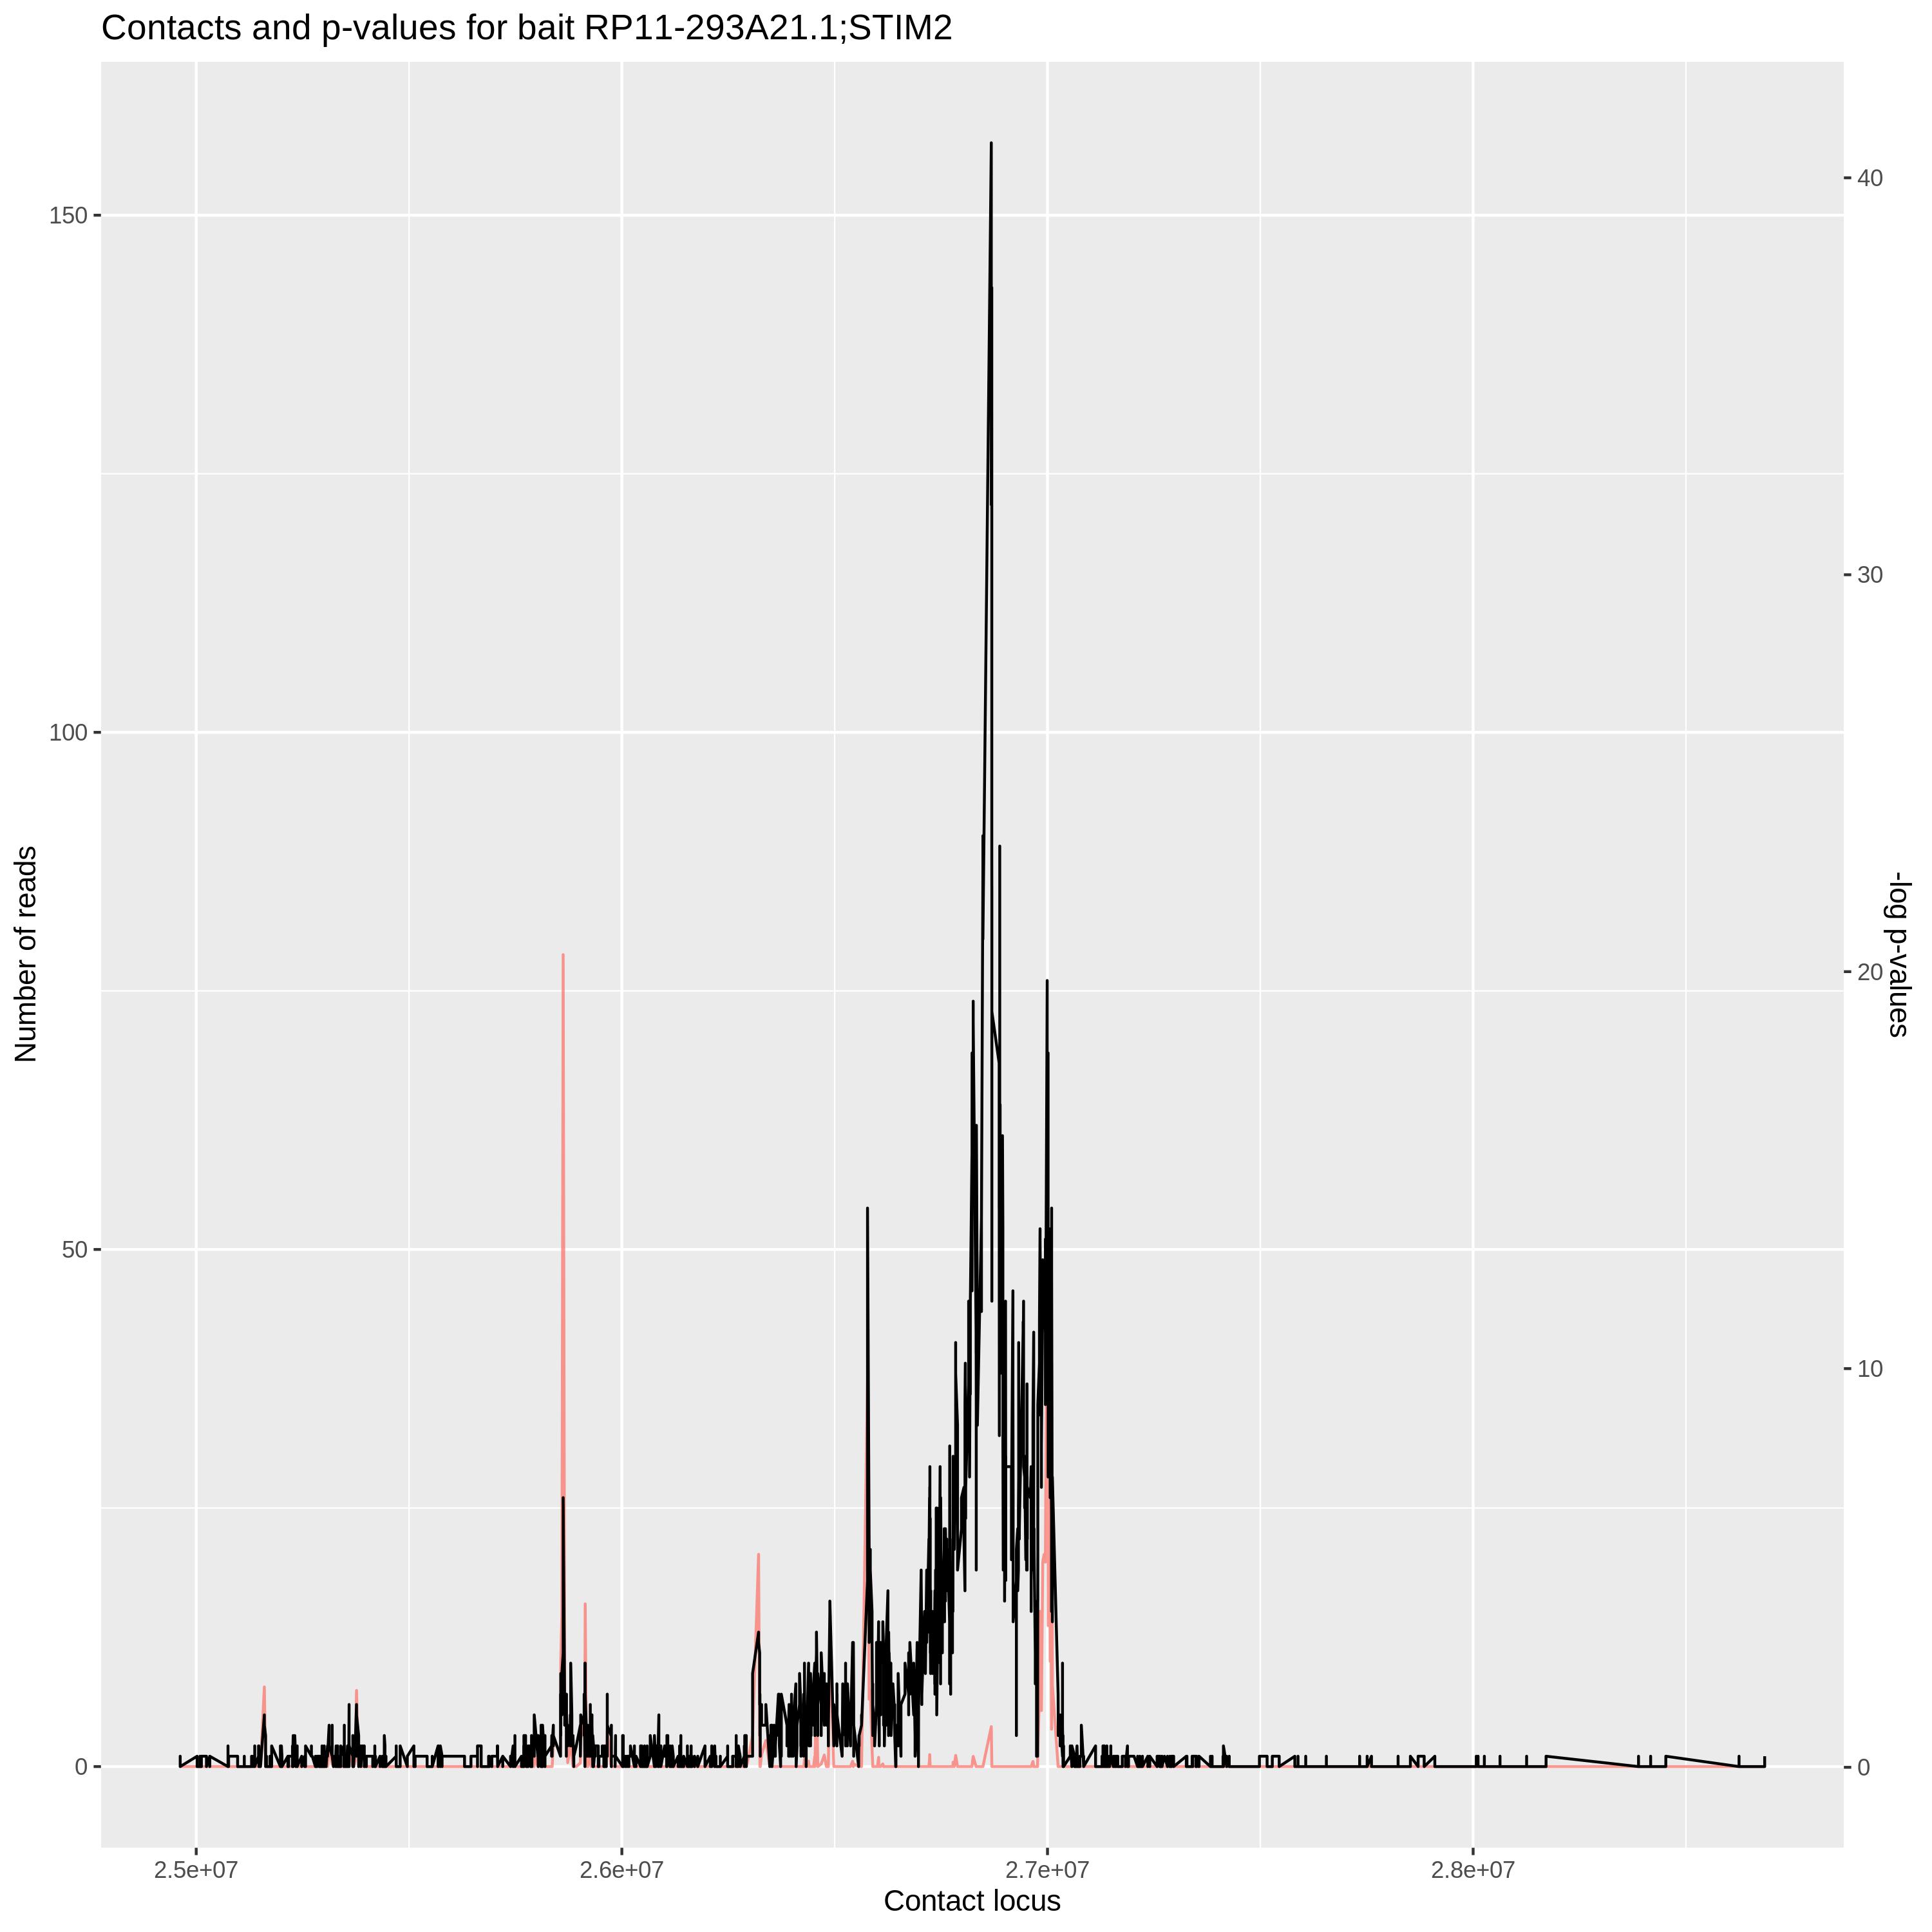 Contacts and p-values for bait RP11-293A21.1;STIM2
150
100
50
0
Number of reads
40
30
20
10
0
-log p-values
2.5e+07
2.6e+07
2.7e+07
2.8e+07
Contact locus